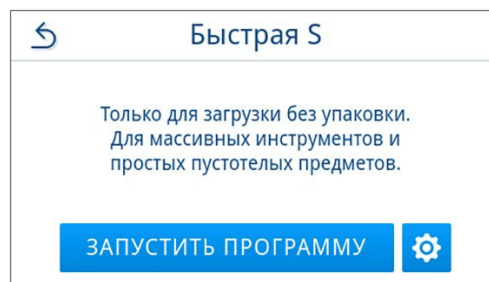 Быстрая S
Только для загрузки без упаковки.
Для массивных инструментов и
простых пустотелых предметов.
ЗАПУСТИТЬ ПРОГРАММУ